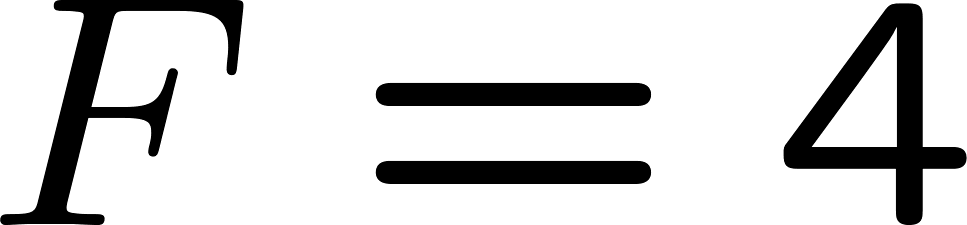 F = 4